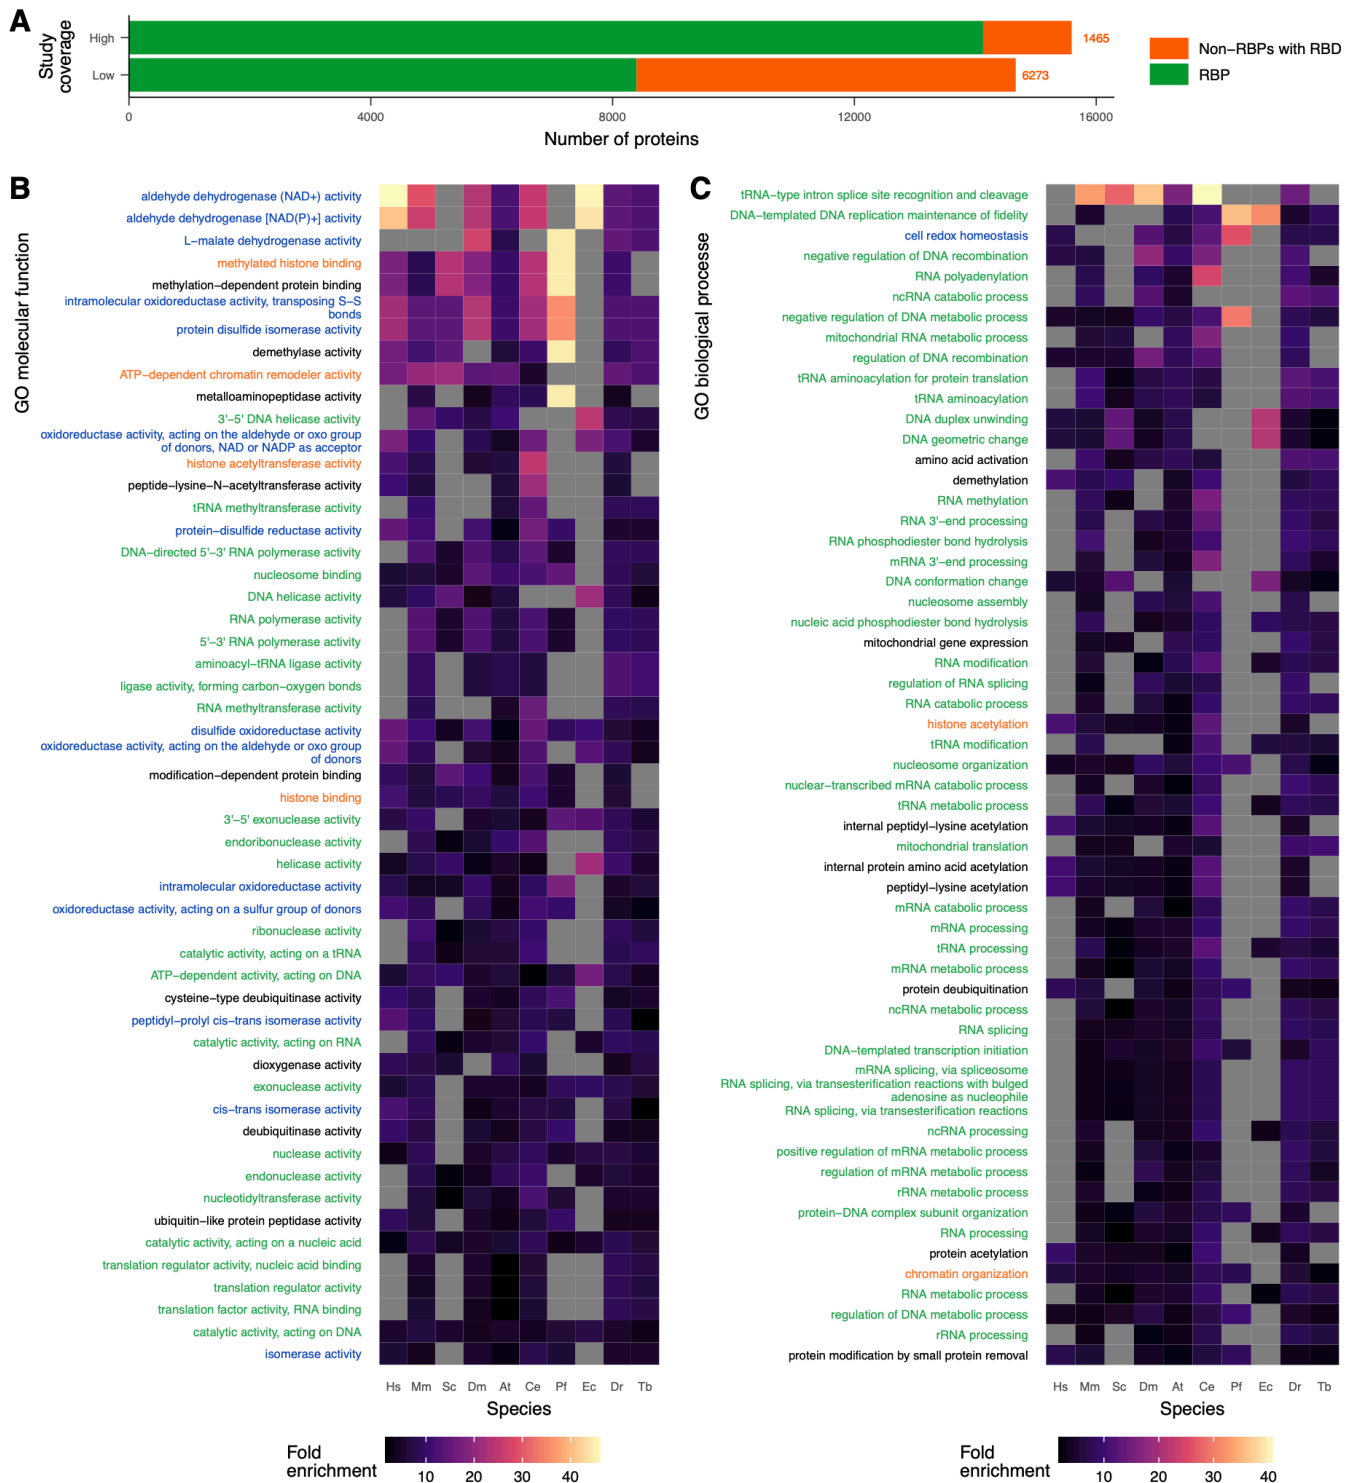 A
Study
coverage
High
Low
1465
6273
0
4000
8000
12000
16000
Number of proteins
Non-RBPs with RBD
RBP
B
GO molecular function
aldehyde dehydrogenase (NAD+) activity
aldehyde dehydrogenase [NAD(P)+] activity
L-malate dehydrogenase activity
methylated histone binding
methylation-dependent protein binding
intramolecular oxidoreductase activity, transposing S-S
bonds
protein disulfide isomerase activity
demethylase activity
ATP-dependent chromatin remodeler activity
metalloaminopeptidase activity
3'-5' DNA helicase activity
oxidoreductase activity, acting on the aldehyde or oxo group
of donors, NAD or NADP as acceptor
histone acetyltransferase activity
peptide-lysine-N-acetyltransferase activity
tRNA methyltransferase activity
protein-disulfide reductase activity
DNA-directed 5'-3' RNA polymerase activity
nucleosome binding
DNA helicase activity
RNA polymerase activity
5'-3' RNA polymerase activity
aminoacyl-tRNA ligase activity
ligase activity, forming carbon-oxygen bonds
RNA methyltransferase activity
disulfide oxidoreductase activity
oxidoreductase activity, acting on the aldehyde or oxo group
of donors
modification-dependent protein binding
histone binding
3'-5' exonuclease activity
endoribonuclease activity
helicase activity
intramolecular oxidoreductase activity
oxidoreductase activity, acting on a sulfur group of donors
ribonuclease activity
catalytic activity, acting on a tRNA
ATP-dependent activity, acting on DNA
cysteine-type deubiquitinase activity
peptidyl-prolyl cis-trans isomerase activity
catalytic activity, acting on RNA
dioxygenase activity
exonuclease activity
cis-trans isomerase activity
deubiquitinase activity
nuclease activity
endonuclease activity
nucleotidyltransferase activity
ubiquitin-like protein peptidase activity
catalytic activity, acting on a nucleic acid
translation regulator activity, nucleic acid binding
translation regulator activity
translation factor activity, RNA binding
catalytic activity, acting on DNA
isomerase activity
Hs Mm Sc Dm At Ce Pf Ec Dr Tb
Species
Fold
enrichment
10 20 30 40
C
GO biological processe
tRNA-type intron splice site recognition and cleavage
DNA-templated DNA replication maintenance of fidelity
cell redox homeostasis
negative regulation of DNA recombination
RNA polyadenylation
ncRNA catabolic process
negative regulation of DNA metabolic process
mitochondrial RNA metabolic process
regulation of DNA recombination
tRNA aminoacylation for protein translation
tRNA aminoacylation
DNA duplex unwinding
DNA geometric change
amino acid activation
demethylation
RNA methylation
RNA 3'-end processing
RNA phosphodiester bond hydrolysis
mRNA 3'-end processing
DNA conformation change
nucleosome assembly
nucleic acid phosphodiester bond hydrolysis
mitochondrial gene expression
RNA modification
regulation of RNA splicing
RNA catabolic process
histone acetylation
tRNA modification
nucleosome organization
nuclear-transcribed mRNA catabolic process
tRNA metabolic process
internal peptidyl-lysine acetylation
mitochondrial translation
internal protein amino acid acetylation
peptidyl-lysine acetylation
mRNA catabolic process
mRNA processing
tRNA processing
mRNA metabolic process
protein deubiquitination
ncRNA metabolic process
RNA splicing
DNA-templated transcription initiation
mRNA splicing, via spliceosome
RNA splicing, via transesterification reactions with bulged
adenosine as nucleophile
RNA splicing, via transesterification reactions
ncRNA processing
positive regulation of mRNA metabolic process
regulation of mRNA metabolic process
rRNA metabolic process
protein-DNA complex subunit organization
RNA processing
protein acetylation
chromatin organization
RNA metabolic process
regulation of DNA metabolic process
rRNA processing
protein modification by small protein removal
Hs Mm Sc Dm At Ce Pf Ec Dr Tb
Species
Fold
enrichment
10 20 30 40